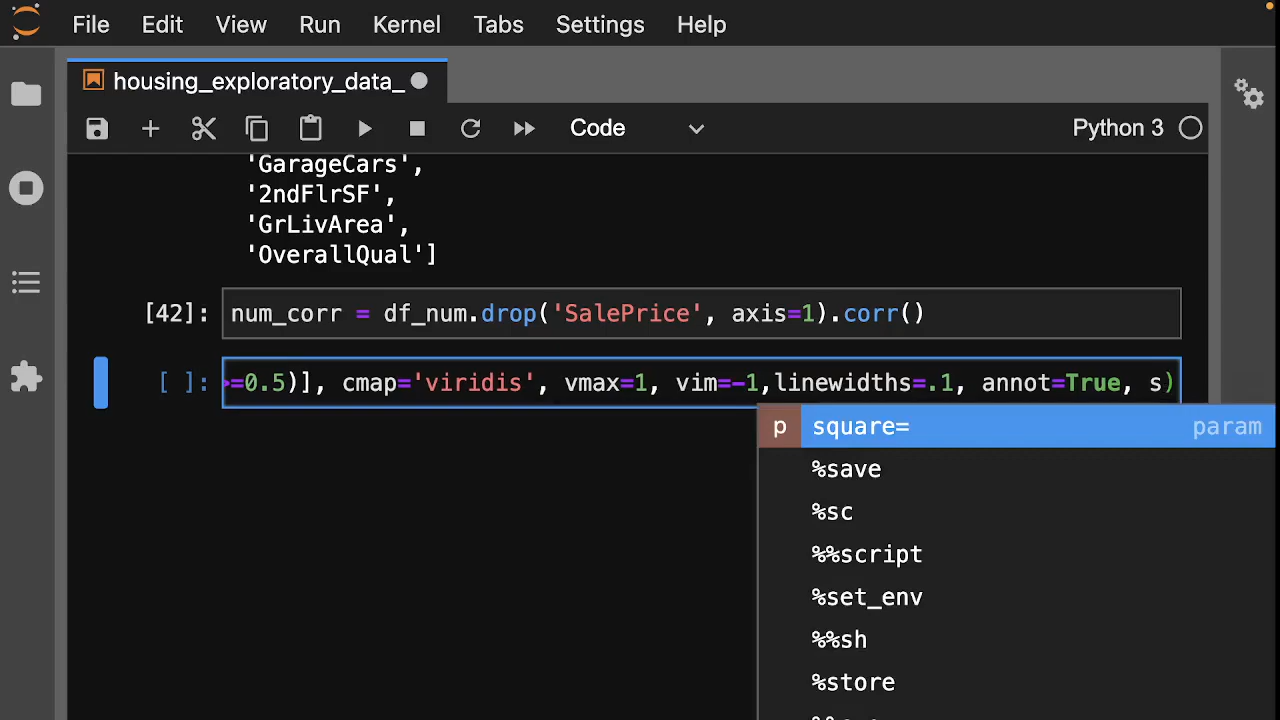 File Edit View Run Kernel Tabs Settings Help
housing_exploratory_data_
Code Python 3
'GarageCars',
'2ndFlrSF',
'GrLivArea',
'OverallQual']
[42]: num_corr = df_num.drop('SalePrice', axis=1).corr()
[ ]: >=0.5)], cmap='viridis', vmax=1, vim=-1,linewidths=.1, annot=True, s)
p square= param
%save
%sc
%%script
%set_env
%%sh
%store